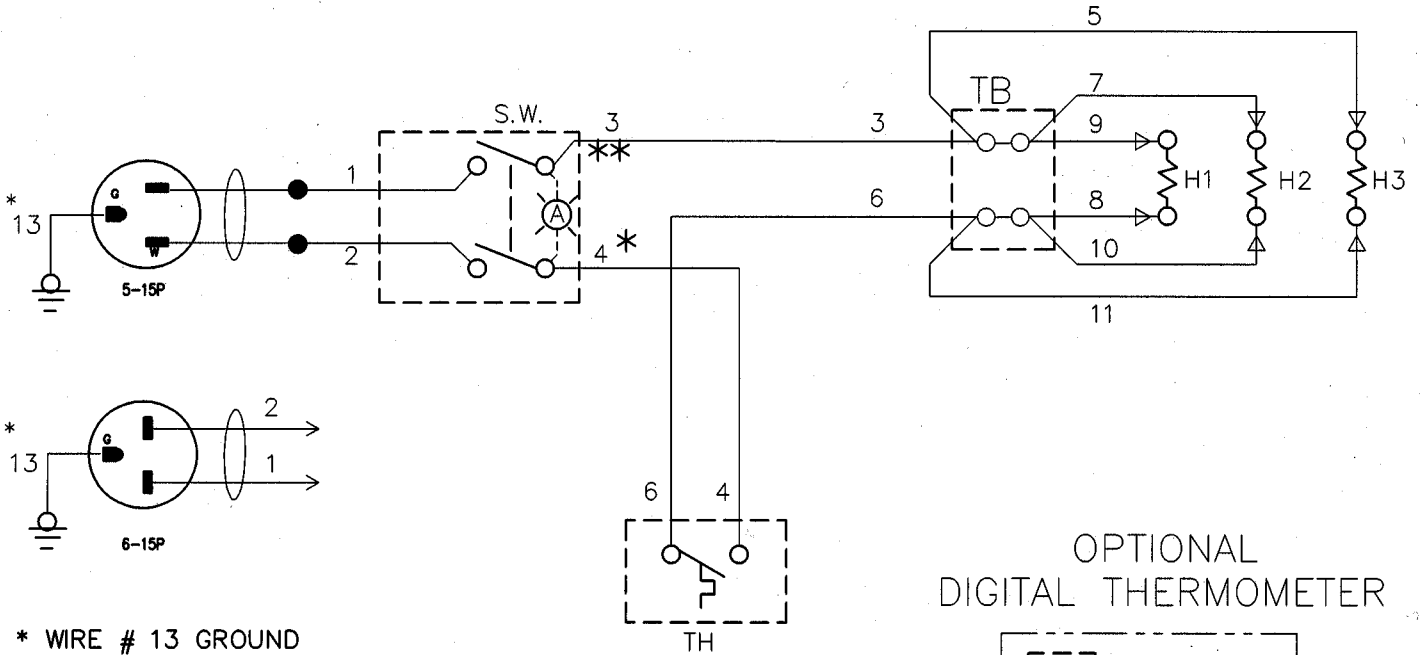 5
TB
7
S.W.
3
3
9
1
G
*
13
**
A
H1
H2
H3
6
8
*
4
W
2
10
5-15P
11
2
*
G
13
1
6
4
6-15P
OPTIONAL
DIGITAL THERMOMETER
* WIRE # 13 GROUND
TH